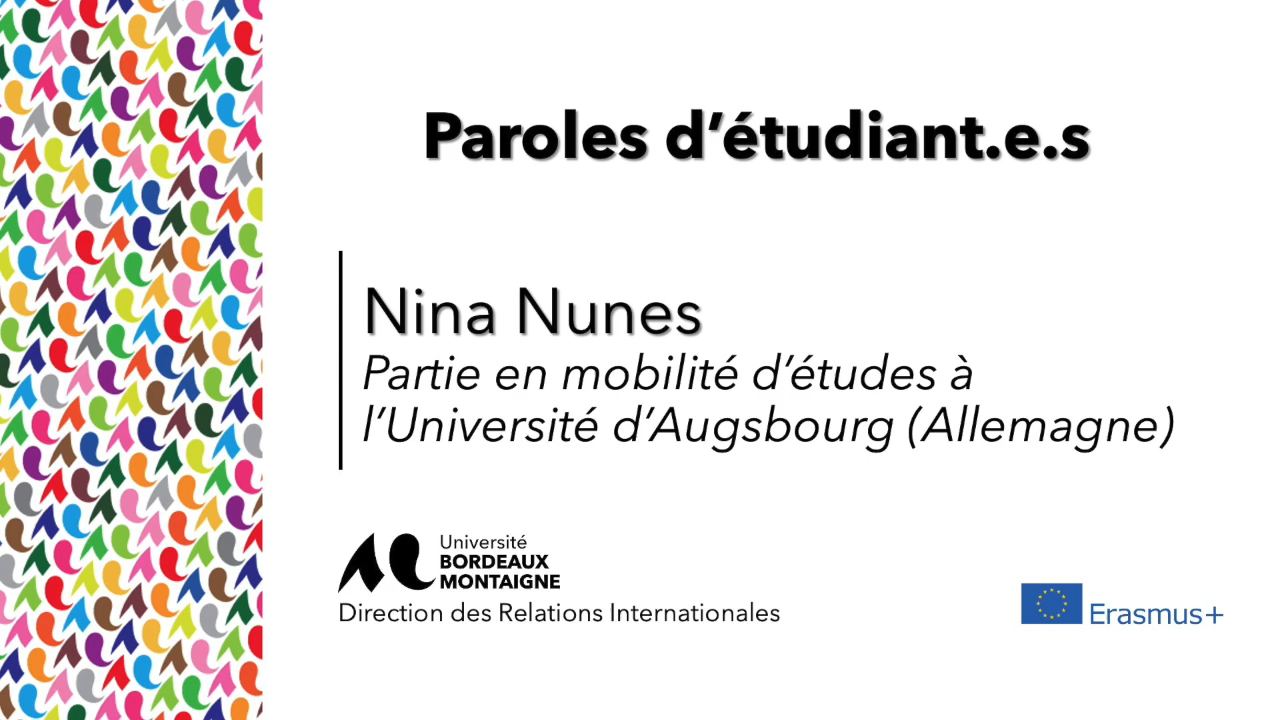 Paroles d’étudiant.e.s
Nina Nunes
Partie en mobilité d’études à
l’Université d’Augsbourg (Allemagne)
Université
BORDEAUX
MONTAIGNE
Direction des Relations Internationales
Erasmus+